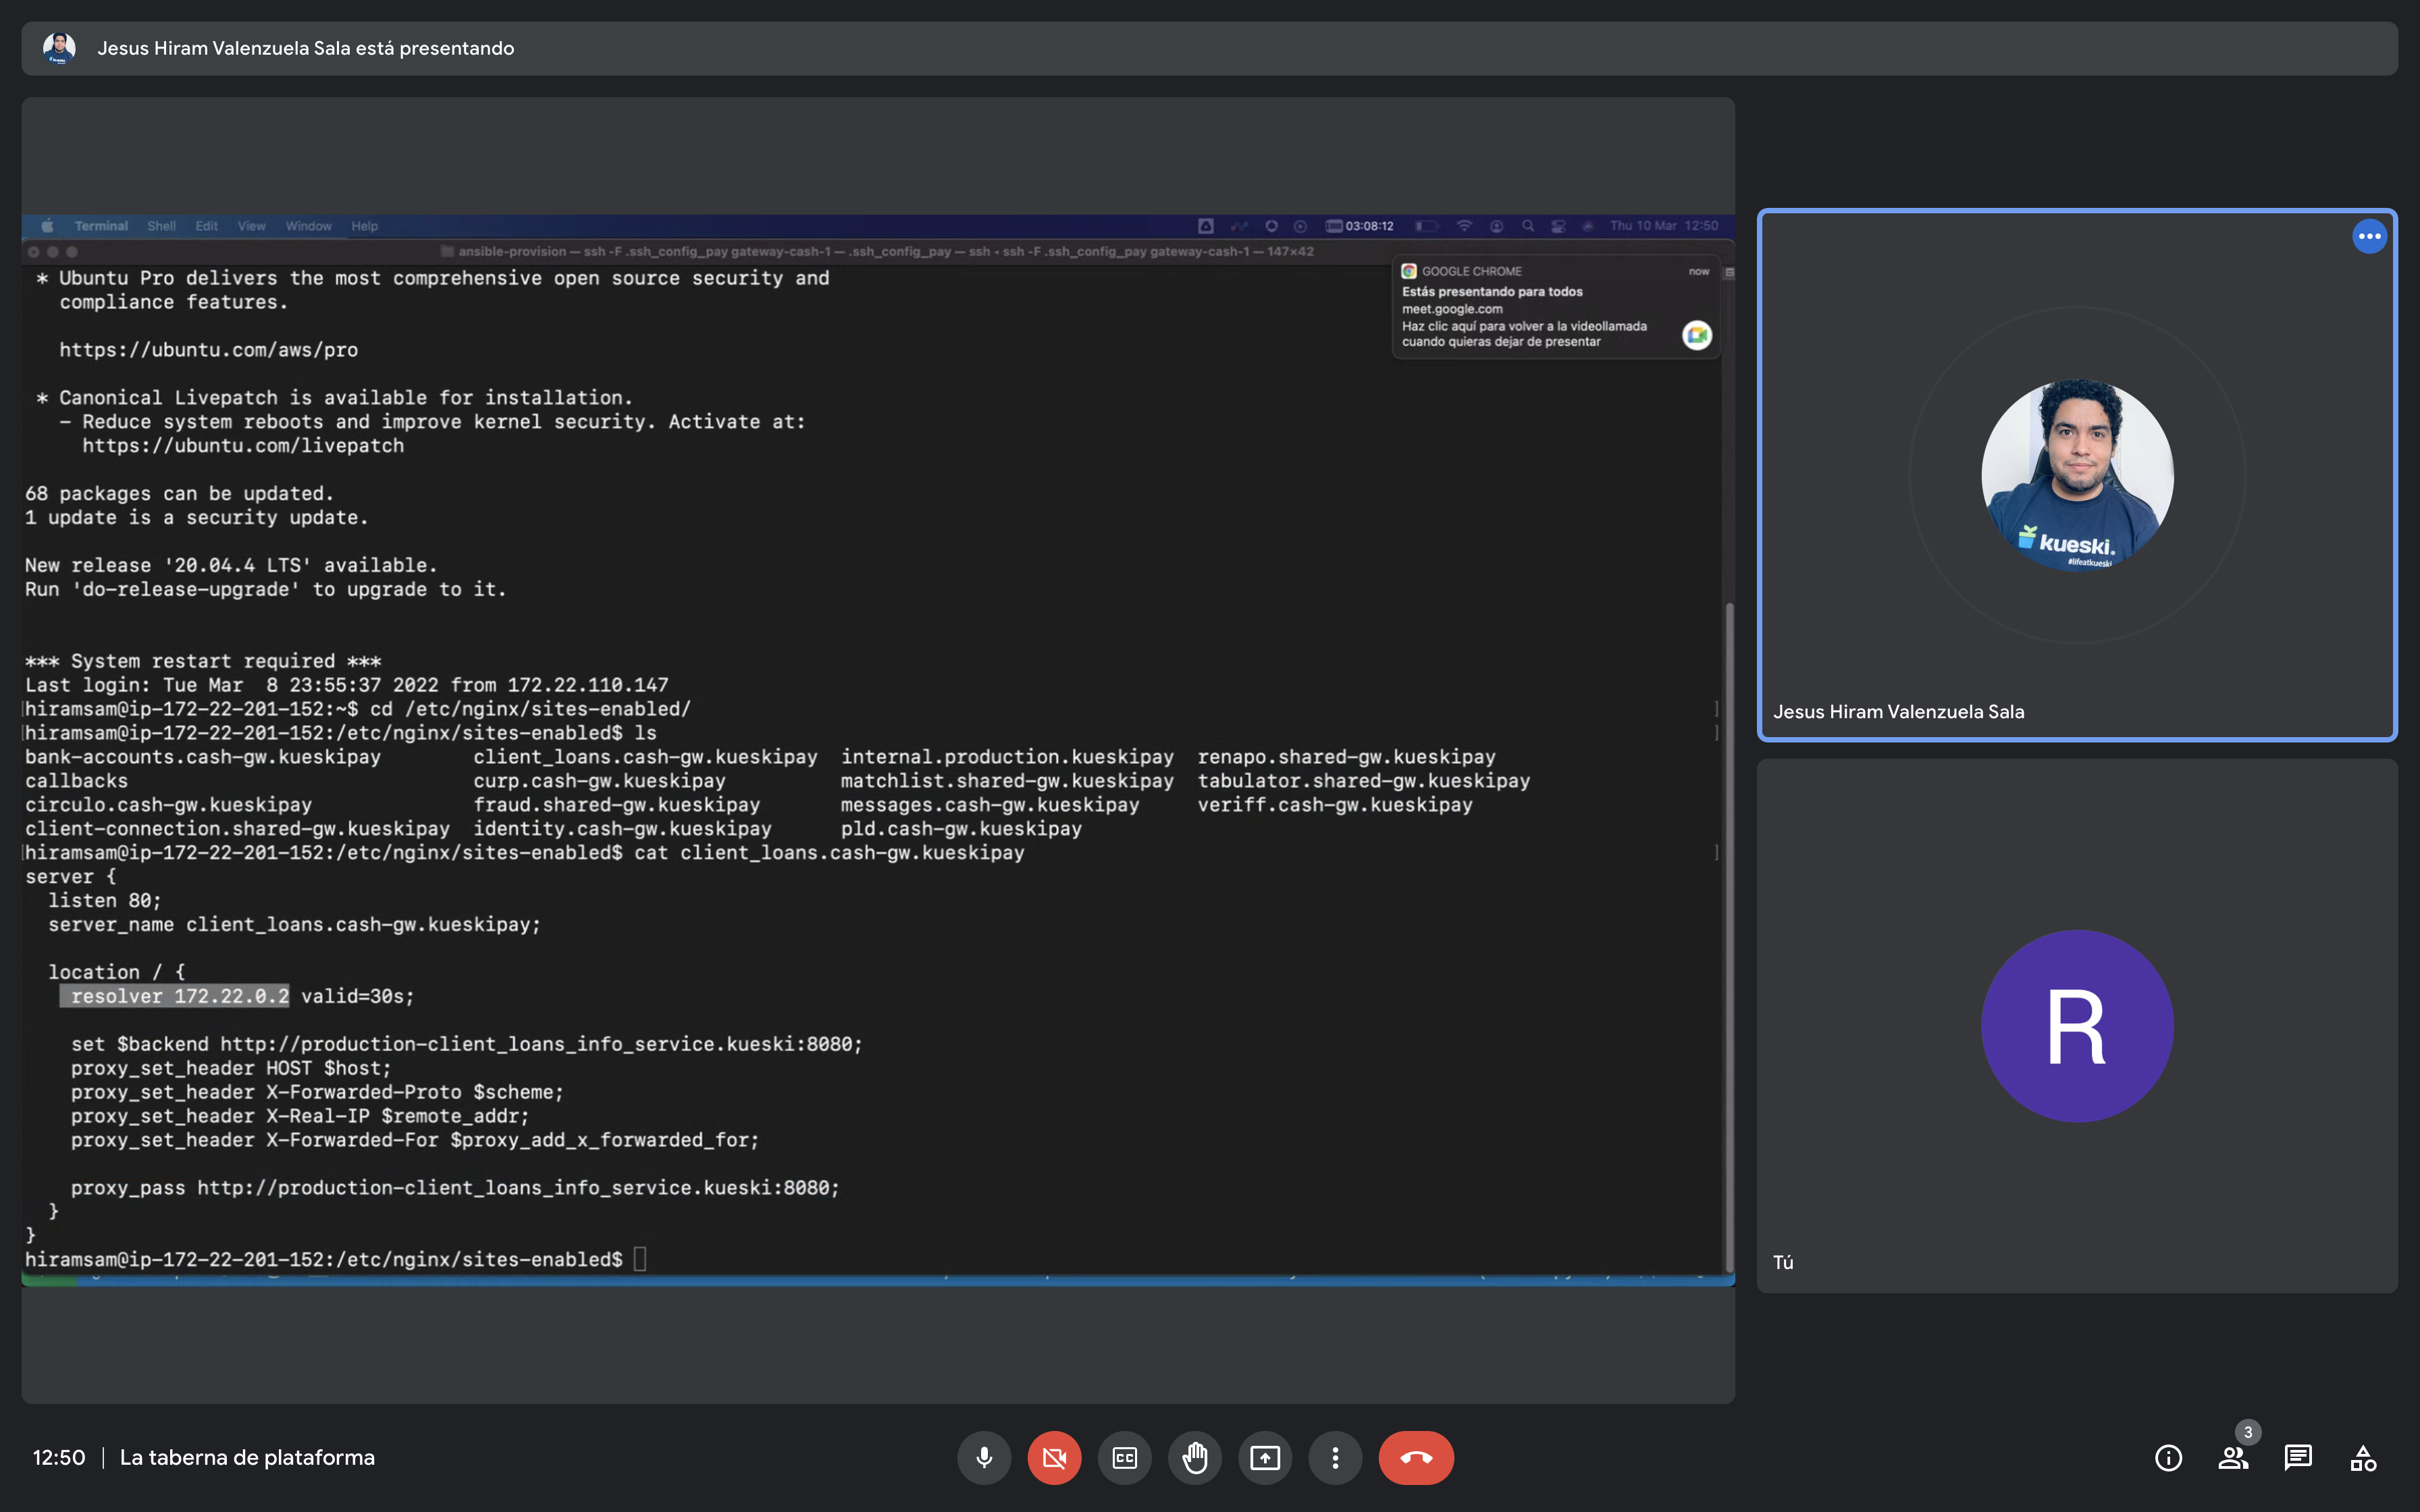 Jesus Hiram Valenzuela Sala está presentando
Terminal Shell Edit View Window Help
03:08:12
Thu 10 Mar 12:50
ansible-provision — ssh -F .ssh_config_pay gateway-cash-1 — .ssh_config_pay — ssh • ssh -F .ssh_config_pay gateway-cash-1 — 147×42
GOOGLE CHROME now
Estás presentando para todos
meet.google.com
Haz clic aquí para volver a la videollamada
cuando quieras dejar de presentar
* Ubuntu Pro delivers the most comprehensive open source security and
compliance features.
https://ubuntu.com/aws/pro
* Canonical Livepatch is available for installation.
- Reduce system reboots and improve kernel security. Activate at:
https://ubuntu.com/livepatch
68 packages can be updated.
1 update is a security update.
New release '20.04.4 LTS' available.
Run 'do-release-upgrade' to upgrade to it.
*** System restart required ***
Last login: Tue Mar  8 23:55:37 2022 from 172.22.110.147
[hiramsam@ip-172-22-201-152:~$ cd /etc/nginx/sites-enabled/ ]
[hiramsam@ip-172-22-201-152:/etc/nginx/sites-enabled$ ls ]
bank-accounts.cash-gw.kueskipay client_loans.cash-gw.kueskipay internal.production.kueskipay renapo.shared-gw.kueskipay
callbacks curp.cash-gw.kueskipay matchlist.shared-gw.kueskipay tabulator.shared-gw.kueskipay
circulo.cash-gw.kueskipay fraud.shared-gw.kueskipay messages.cash-gw.kueskipay veriff.cash-gw.kueskipay
client-connection.shared-gw.kueskipay identity.cash-gw.kueskipay pld.cash-gw.kueskipay
[hiramsam@ip-172-22-201-152:/etc/nginx/sites-enabled$ cat client_loans.cash-gw.kueskipay ]
server {
listen 80;
server_name client_loans.cash-gw.kueskipay;
location / {
resolver 172.22.0.2 valid=30s;
set $backend http://production-client_loans_info_service.kueski:8080;
proxy_set_header HOST $host;
proxy_set_header X-Forwarded-Proto $scheme;
proxy_set_header X-Real-IP $remote_addr;
proxy_set_header X-Forwarded-For $proxy_add_x_forwarded_for;
proxy_pass http://production-client_loans_info_service.kueski:8080;
}
}
hiramsam@ip-172-22-201-152:/etc/nginx/sites-enabled$
kueski.
#lifeatkueski
Jesus Hiram Valenzuela Sala
R
Tú
12:50 | La taberna de plataforma
CC
3